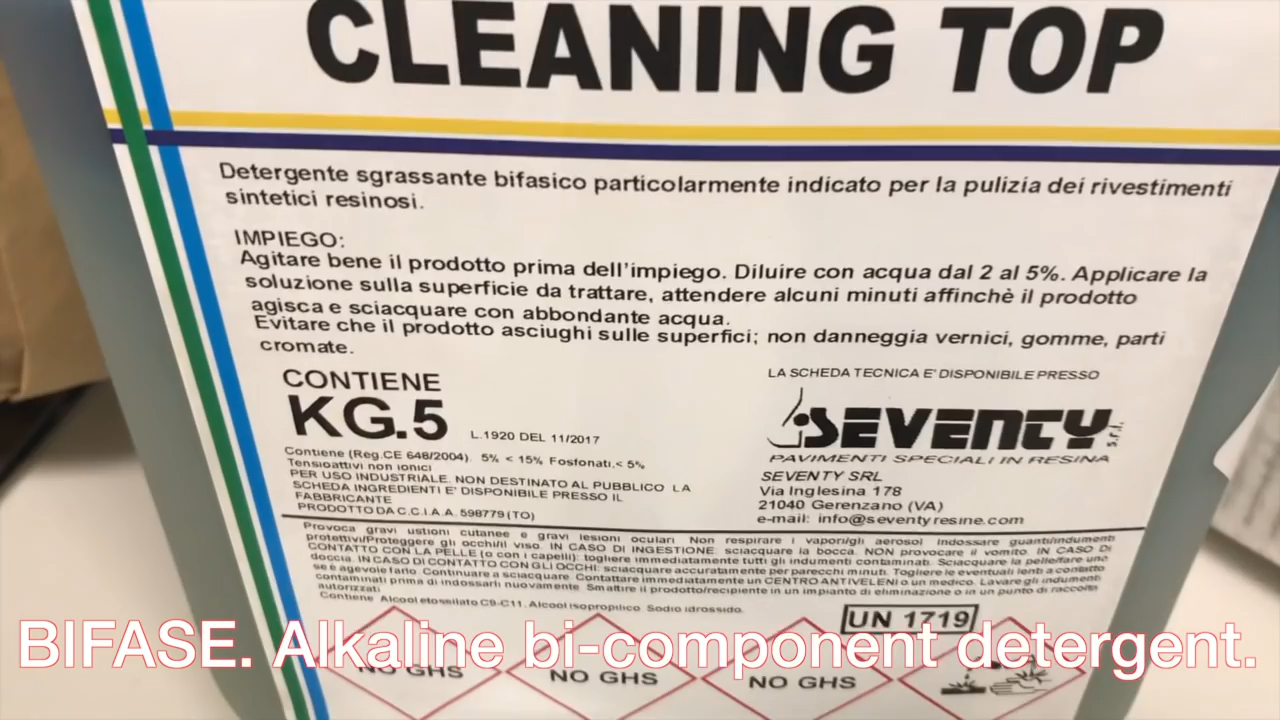 CLEANING TOP
Detergente sgrassante bifasico particolarmente indicato per la pulizia dei rivestimenti
sintetici resinosi.
IMPIEGO:
Agitare bene il prodotto prima dell'impiego. Diluire con acqua dal 2 al 5%. Applicare la
soluzione sulla superficie da trattare, attendere alcuni minuti affinchè il prodotto
agisca e sciacquare con abbondante acqua.
Evitare che il prodotto asciughi sulle superfici; non danneggia vernici, gomme, parti
cromate.
CONTIENE
KG.5
L.1920 DEL 11/2017
Contiene (Reg.CE 648/2004). 5% < 15% Fosfonati.< 5%
Tensioattivi non ionici
PER USO INDUSTRIALE. NON DESTINATO AL PUBBLICO LA
SCHEDA INGREDIENTI E' DISPONIBILE PRESSO IL
FABBRICANTE
PRODOTTO DA C.C.I.A.A. 598779 (TO)
LA SCHEDA TECNICA E' DISPONIBILE PRESSO
SEVENTY s.r.l.
PAVIMENTI SPECIALI IN RESINA
SEVENTY SRL
Via Inglesina 178
21040 Gerenzano (VA)
e-mail: info@seventyresine.com
Provoca gravi ustioni cutanee e gravi lesioni oculari Non respirare i vapori/gli aerosol Indossare guanti/indumenti
protettivi/Proteggere gli occhi/il viso. IN CASO DI INGESTIONE: sciacquare la bocca. NON provocare il vomito. IN CASO DI
CONTATTO CON LA PELLE (o con i capelli): togliere immediatamente tutti gli indumenti contaminati. Sciacquare la pelle/fare una
doccia. IN CASO DI CONTATTO CON GLI OCCHI: sciacquare accuratamente per parecchi minuti. Togliere le eventuali lenti a contatto
se è agevole farlo. Continuare a sciacquare. Contattare immediatamente un CENTRO ANTIVELENI o un medico. Lavare gli indumenti
contaminati prima di indossarli nuovamente. Smaltire il prodotto/recipiente in un impianto di eliminazione o in un punto di raccolta
autorizzati
Contiene Alcool etossilato C9-C11. Alcool isopropilico Sodio idrossido.
UN 1719
BIFASE. Alkaline bi-component detergent.
NO GHS
NO GHS
NO GHS